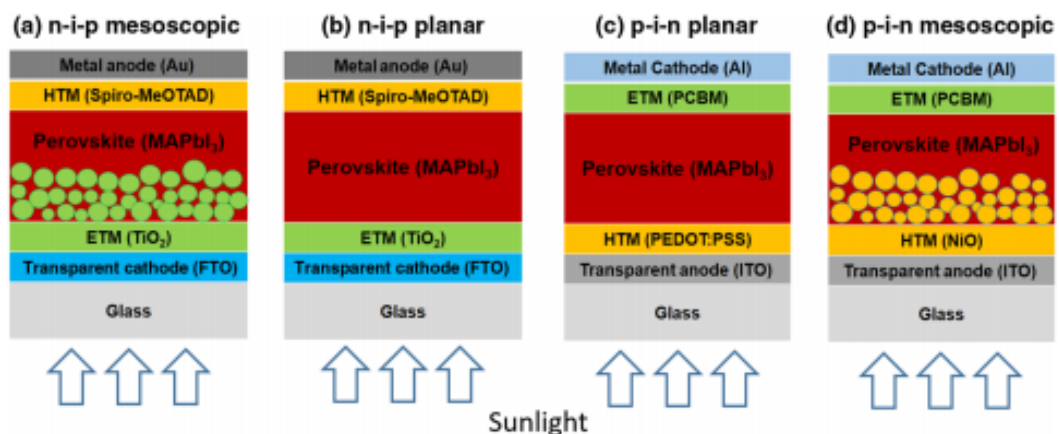 (a) n-i-p mesoscopic
Metal anode (Au)
HTM (Spiro-MeOTAD)
Perovskite (MAPbI₃)
ETM (TiO₂)
Transparent cathode (FTO)
Glass
(b) n-i-p planar
Metal anode (Au)
HTM (Spiro-MeOTAD)
Perovskite (MAPbI₃)
ETM (TiO₂)
Transparent cathode (FTO)
Glass
(c) p-i-n planar
Metal Cathode (Al)
ETM (PCBM)
Perovskite (MAPbI₃)
HTM (PEDOT:PSS)
Transparent anode (ITO)
Glass
(d) p-i-n mesoscopic
Metal Cathode (Al)
ETM (PCBM)
Perovskite (MAPbI₃)
HTM (NiO)
Transparent anode (ITO)
Glass
Sunlight